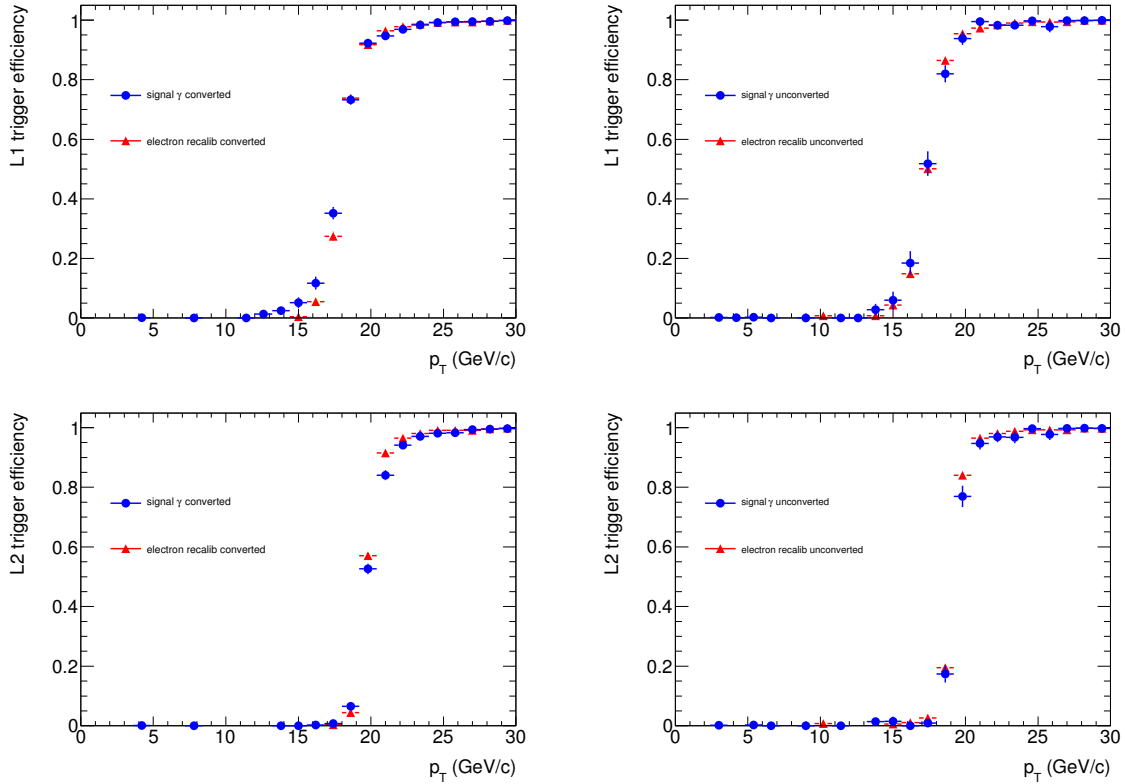 L1 trigger efficiency
1
0.8
0.6
0.4
0.2
0
signal γ converted
electron recalib converted
0 5 10 15 20 25 30
p_T (GeV/c)
L1 trigger efficiency
1
0.8
0.6
0.4
0.2
0
signal γ unconverted
electron recalib unconverted
0 5 10 15 20 25 30
p_T (GeV/c)
L2 trigger efficiency
1
0.8
0.6
0.4
0.2
0
signal γ converted
electron recalib converted
0 5 10 15 20 25 30
p_T (GeV/c)
L2 trigger efficiency
1
0.8
0.6
0.4
0.2
0
signal γ unconverted
electron recalib unconverted
0 5 10 15 20 25 30
p_T (GeV/c)